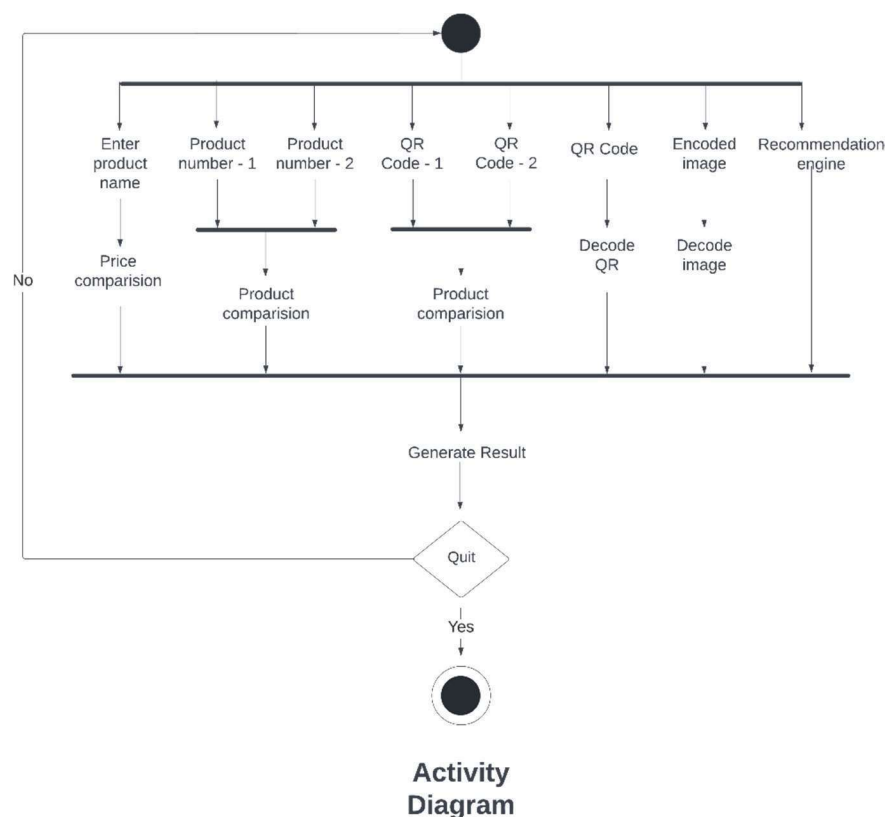 Enter
product
name
Product
number - 1
Product
number - 2
QR
Code - 1
QR
Code - 2
QR Code
Encoded
image
Recommendation
engine
Price
comparision
Product
comparision
Product
comparision
Decode
QR
Decode
image
No
Generate Result
Quit
Yes
Activity
Diagram